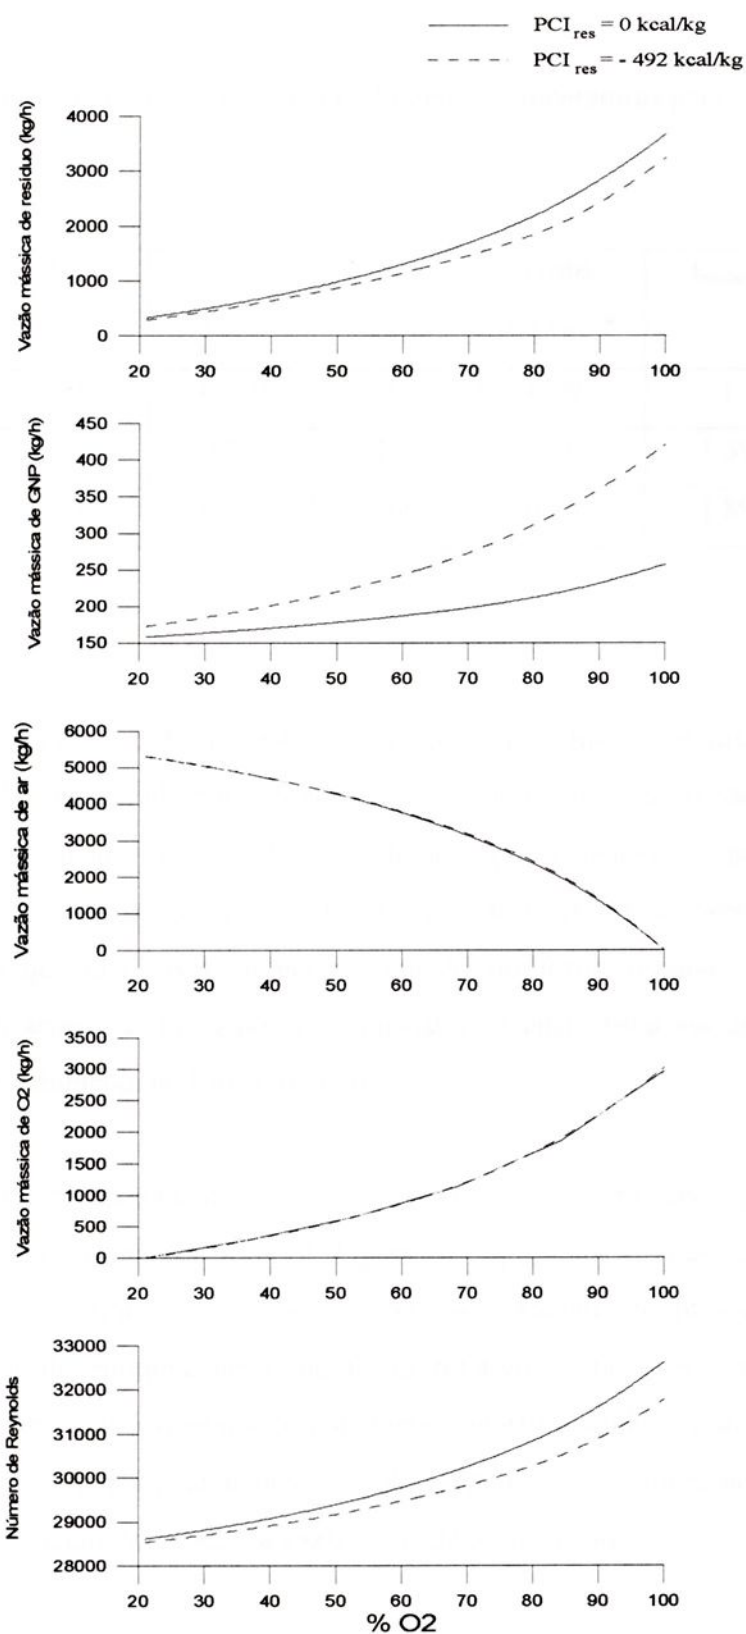 PCI res = 0 kcal/kg
PCI res = - 492 kcal/kg
Vazão mássica de resíduo (kg/h)
4000
3000
2000
1000
0
20 30 40 50 60 70 80 90 100
Vazão mássica de GNP (kg/h)
450
400
350
300
250
200
150
20 30 40 50 60 70 80 90 100
Vazão mássica de ar (kg/h)
6000
5000
4000
3000
2000
1000
0
20 30 40 50 60 70 80 90 100
Vazão mássica de O2 (kg/h)
3500
3000
2500
2000
1500
1000
500
0
20 30 40 50 60 70 80 90 100
Número de Reynolds
33000
32000
31000
30000
29000
28000
20 30 40 50 60 70 80 90 100
% O2